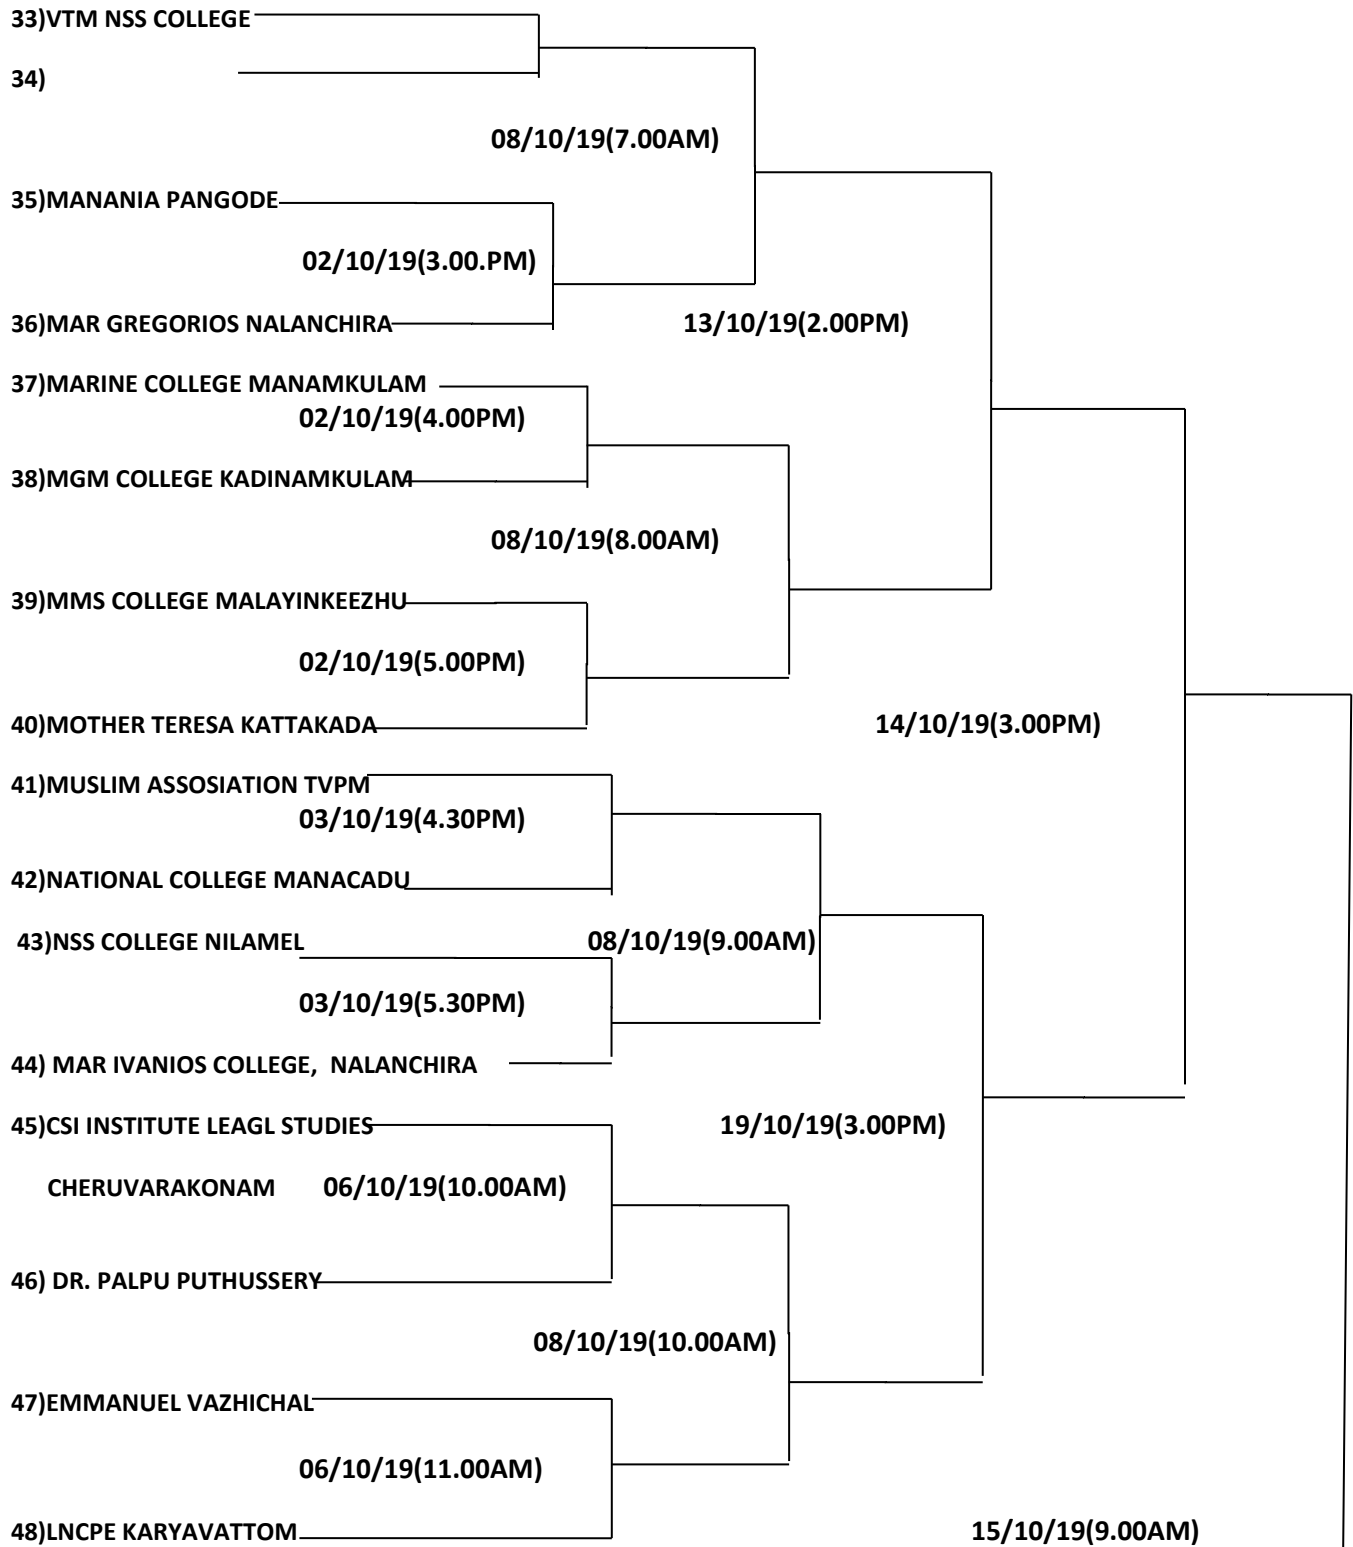 33)VTM NSS COLLEGE
34)
08/10/19(7.00AM)
35)MANANIA PANGODE
02/10/19(3.00.PM)
36)MAR GREGORIOS NALANCHIRA
13/10/19(2.00PM)
37)MARINE COLLEGE MANAMKULAM
02/10/19(4.00PM)
38)MGM COLLEGE KADINAMKULAM
08/10/19(8.00AM)
39)MMS COLLEGE MALAYINKEEZHU
02/10/19(5.00PM)
40)MOTHER TERESA KATTAKADA
14/10/19(3.00PM)
41)MUSLIM ASSOSIATION TVPM
03/10/19(4.30PM)
42)NATIONAL COLLEGE MANACADU
43)NSS COLLEGE NILAMEL
08/10/19(9.00AM)
03/10/19(5.30PM)
44) MAR IVANIOS COLLEGE, NALANCHIRA
45)CSI INSTITUTE LEAGL STUDIES
19/10/19(3.00PM)
CHERUVARAKONAM
06/10/19(10.00AM)
46) DR. PALPU PUTHUSSERY
08/10/19(10.00AM)
47)EMMANUEL VAZHICHAL
06/10/19(11.00AM)
48)LNCPE KARYAVATTOM
15/10/19(9.00AM)